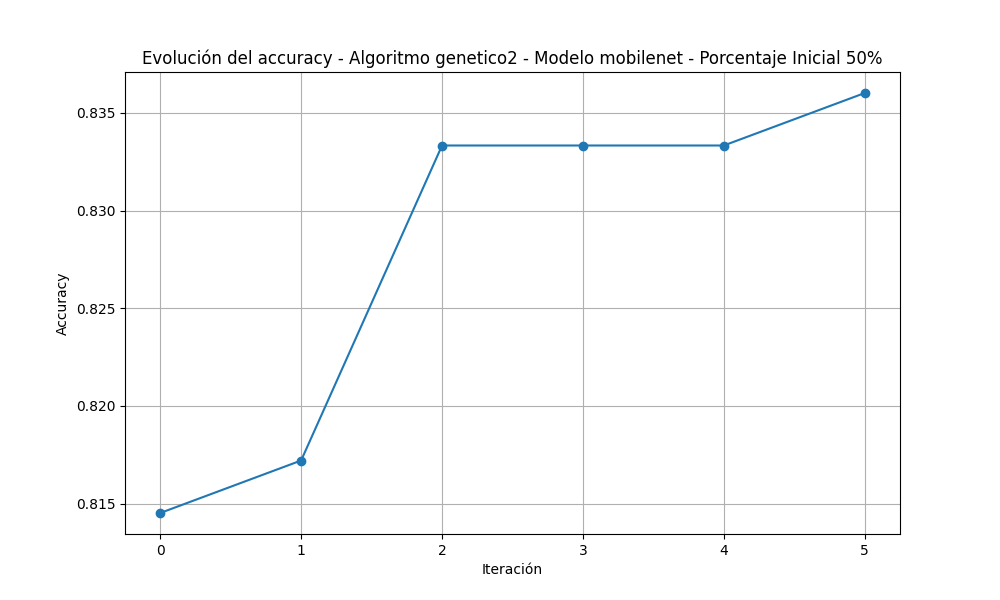 Evolución del accuracy - Algoritmo genetico2 - Modelo mobilenet - Porcentaje Inicial 50%
0.835
0.830
0.825
0.820
0.815
Accuracy
0 1 2 3 4 5
Iteración